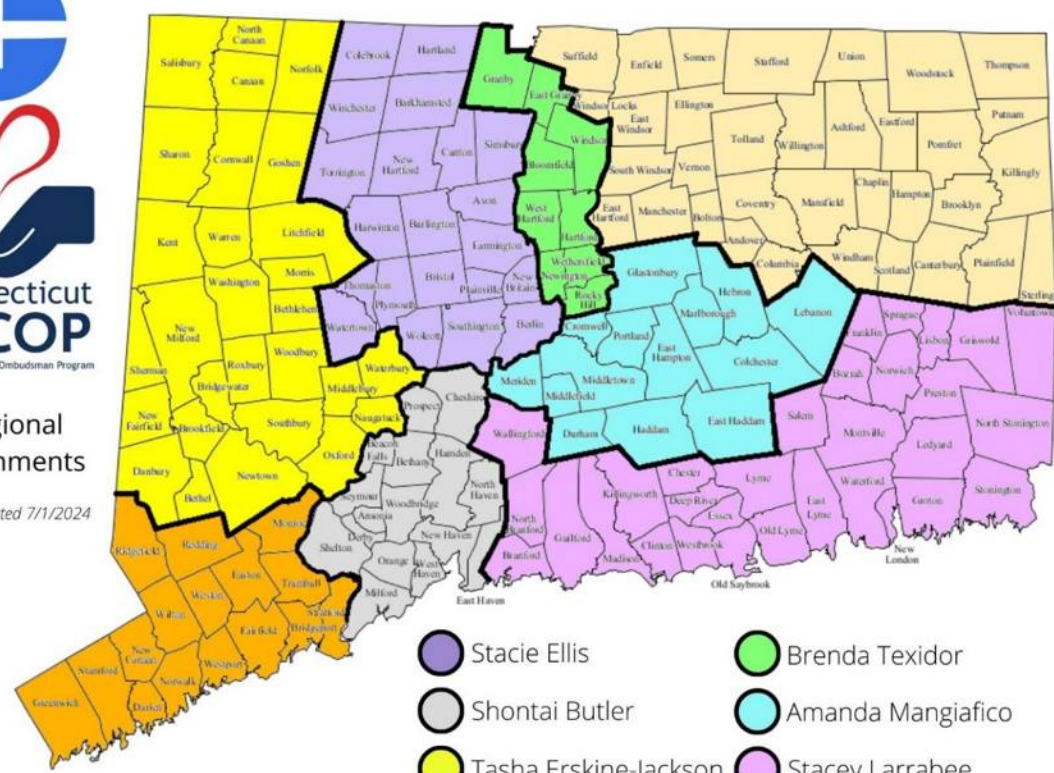 North
Canaan
Salisbury
Canaan
Norfolk
Colebrook
Hartland
Granby
East Granby
Suffield
Enfield
Somers
Stafford
Union
Woodstock
Thompson
Winchester
Barkhamsted
Windsor Locks
East
Windsor
Ellington
Windsor
Tolland
Willington
Ashford
Eastford
Putnam
Pomfret
Killingly
Sharon
Cornwall
Goshen
Torrington
New
Hartford
Canton
Simsbury
Bloomfield
South Windsor
Vernon
Chaplin
Hampton
Brooklyn
Avon
West
Hartford
Hartford
East
Hartford
Manchester
Bolton
Coventry
Mansfield
Andover
Columbia
Windham
Scotland
Canterbury
Plainfield
Sterling
Kent
Warren
Litchfield
Harwinton
Burlington
Farmington
Wethersfield
Newington
Rocky
Hill
Glastonbury
Hebron
Marlborough
Lebanon
Washington
Morris
Bethlehem
Thomaston
Plymouth
Bristol
Plainville
New
Britain
Watertown
Wolcott
Southington
Berlin
Cromwell
Portland
East
Hampton
Colchester
Franklin
Sprague
Lisbon
Griswold
Voluntown
ecticut
COP
Ombudsman Program
New
Milford
Sherman
Roxbury
Woodbury
Bridgewater
Waterbury
Middlebury
Naugatuck
Prospect
Cheshire
Meriden
Middletown
Middlefield
Bozrah
Norwich
Preston
North Stonington
New
Fairfield
Brookfield
Southbury
Oxford
Beacon
Falls
Bethany
Hamden
Wallingford
Durham
Haddam
East Haddam
Salem
Montville
Ledyard
gional
nments
ted 7/1/2024
Danbury
Bethel
Newtown
Monroe
Seymour
Woodbridge
Ansonia
Derby
North
Haven
Killingworth
Chester
Deep River
Essex
Lyme
Waterford
Groton
Stonington
Ridgefield
Redding
Shelton
New Haven
North
Branford
Guilford
Madison
Clinton
Westbrook
Old Lyme
East
Lyme
New
London
Old Saybrook
Easton
Weston
Trumbull
Orange
West
Haven
Milford
Branford
East Haven
Wilton
Fairfield
Stratford
Bridgeport
New
Canaan
Westport
Norwalk
Stamford
Darien
Greenwich
Stacie Ellis
Brenda Texidor
Shontai Butler
Amanda Mangiafico
Tasha Erskine-Jackson
Stacey Larrabee